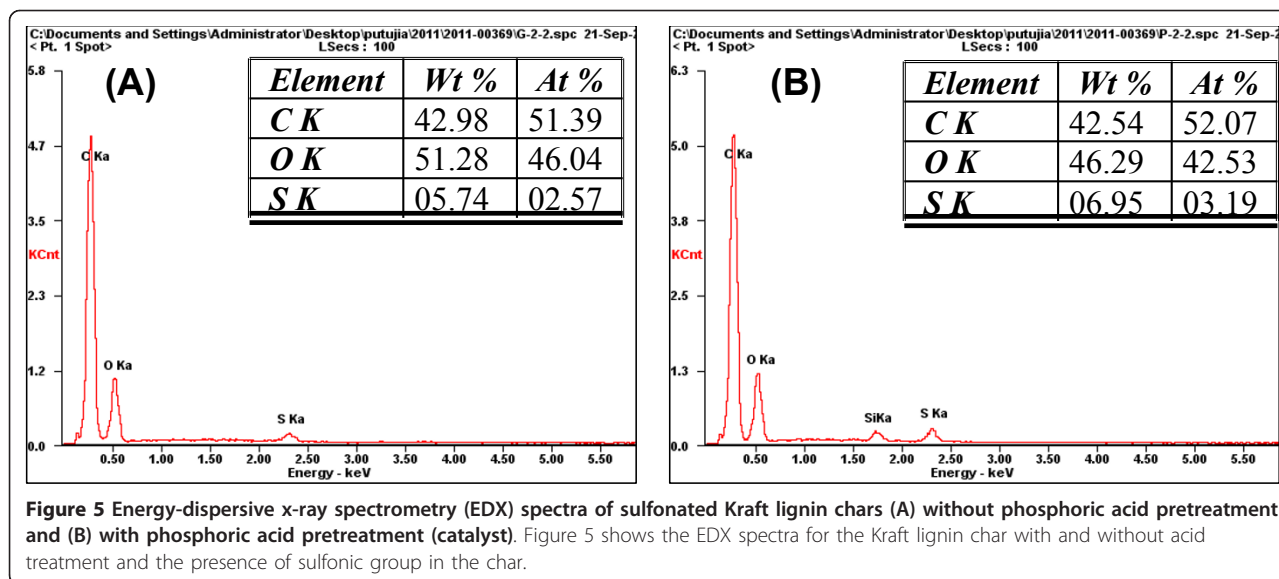 C:\Documents and Settings\Administrator\Desktop\putujia\2011\2011-00369\G-2-2.spc 21-Sep-2
< Pt. 1 Spot>
LSecs : 100
(A)
Element Wt % At %
C K 42.98 51.39
O K 51.28 46.04
S K 05.74 02.57
5.8
4.7
3.5
KCnt
2.3
1.2
0.0
C Ka
O Ka
S Ka
0.50 1.00 1.50 2.00 2.50 3.00 3.50 4.00 4.50 5.00 5.50
Energy - keV
C:\Documents and Settings\Administrator\Desktop\putujia\2011\2011-00369\P-2-2.spc 21-Sep-2
< Pt. 1 Spot>
LSecs : 100
(B)
Element Wt % At %
C K 42.54 52.07
O K 46.29 42.53
S K 06.95 03.19
6.3
5.0
3.8
KCnt
2.5
1.3
0.0
C Ka
O Ka
SiKa
S Ka
0.50 1.00 1.50 2.00 2.50 3.00 3.50 4.00 4.50 5.00 5.50
Energy - keV
Figure 5 Energy-dispersive x-ray spectrometry (EDX) spectra of sulfonated Kraft lignin chars (A) without phosphoric acid pretreatment
and (B) with phosphoric acid pretreatment (catalyst). Figure 5 shows the EDX spectra for the Kraft lignin char with and without acid
treatment and the presence of sulfonic group in the char.